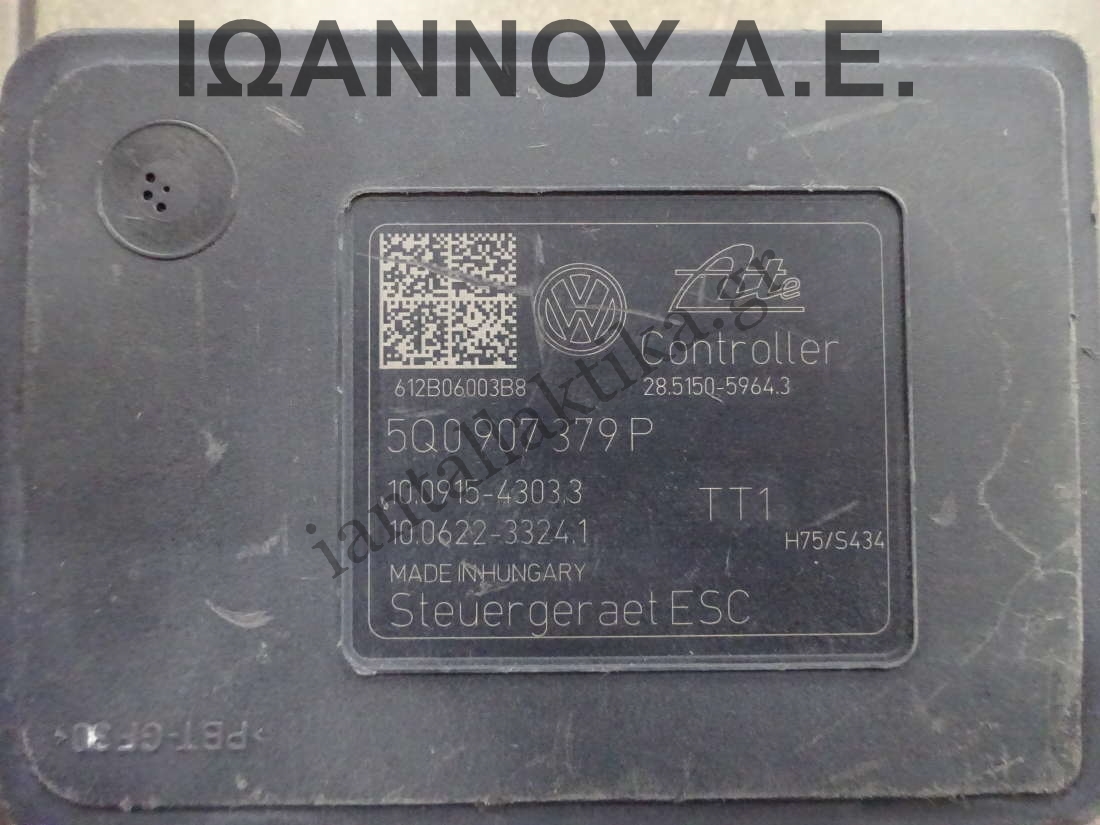 ΙΩΑΝΝΟΥ Α.Ε.
Ate
Controller
612B06003B8
28.5150-5964.3
5Q0 907 379 P
10.0915-4303.3
TT1
10.0622-3324.1
H75/S434
MADE IN HUNGARY
Steuergeraet ESC
iantallaktika.gr
>PBT-GF30<